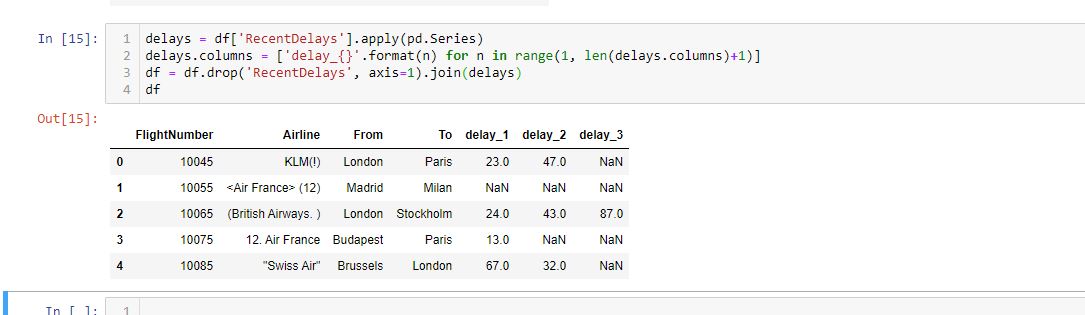 In [15]:
1 delays = df['RecentDelays'].apply(pd.Series)
2 delays.columns = ['delay_{}'.format(n) for n in range(1, len(delays.columns)+1)]
3 df = df.drop('RecentDelays', axis=1).join(delays)
4 df
Out[15]:
FlightNumber Airline From To delay_1 delay_2 delay_3
0 10045 KLM(!) London Paris 23.0 47.0 NaN
1 10055 <Air France> (12) Madrid Milan NaN NaN NaN
2 10065 (British Airways. ) London Stockholm 24.0 43.0 87.0
3 10075 12. Air France Budapest Paris 13.0 NaN NaN
4 10085 "Swiss Air" Brussels London 67.0 32.0 NaN
In [ ]: 1